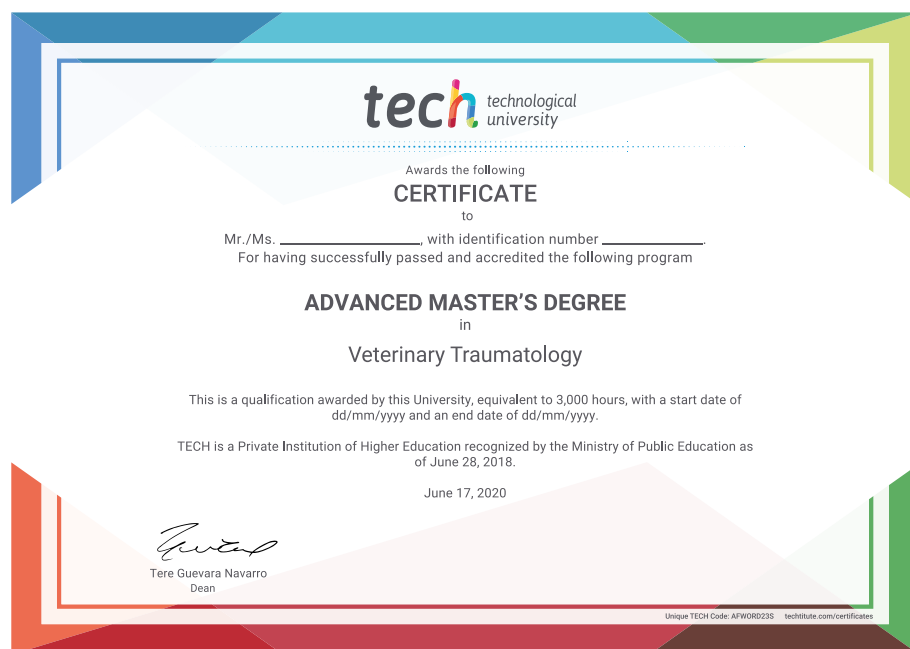 tech technological
university
Awards the following
CERTIFICATE
to
Mr./Ms. ____________________, with identification number ______________.
For having successfully passed and accredited the following program
ADVANCED MASTER'S DEGREE
in
Veterinary Traumatology
This is a qualification awarded by this University, equivalent to 3,000 hours, with a start date of
dd/mm/yyyy and an end date of dd/mm/yyyy.
TECH is a Private Institution of Higher Education recognized by the Ministry of Public Education as
of June 28, 2018.
June 17, 2020
Tere Guevara Navarro
Dean
Unique TECH Code: AFWORD23S techtitute.com/certificates